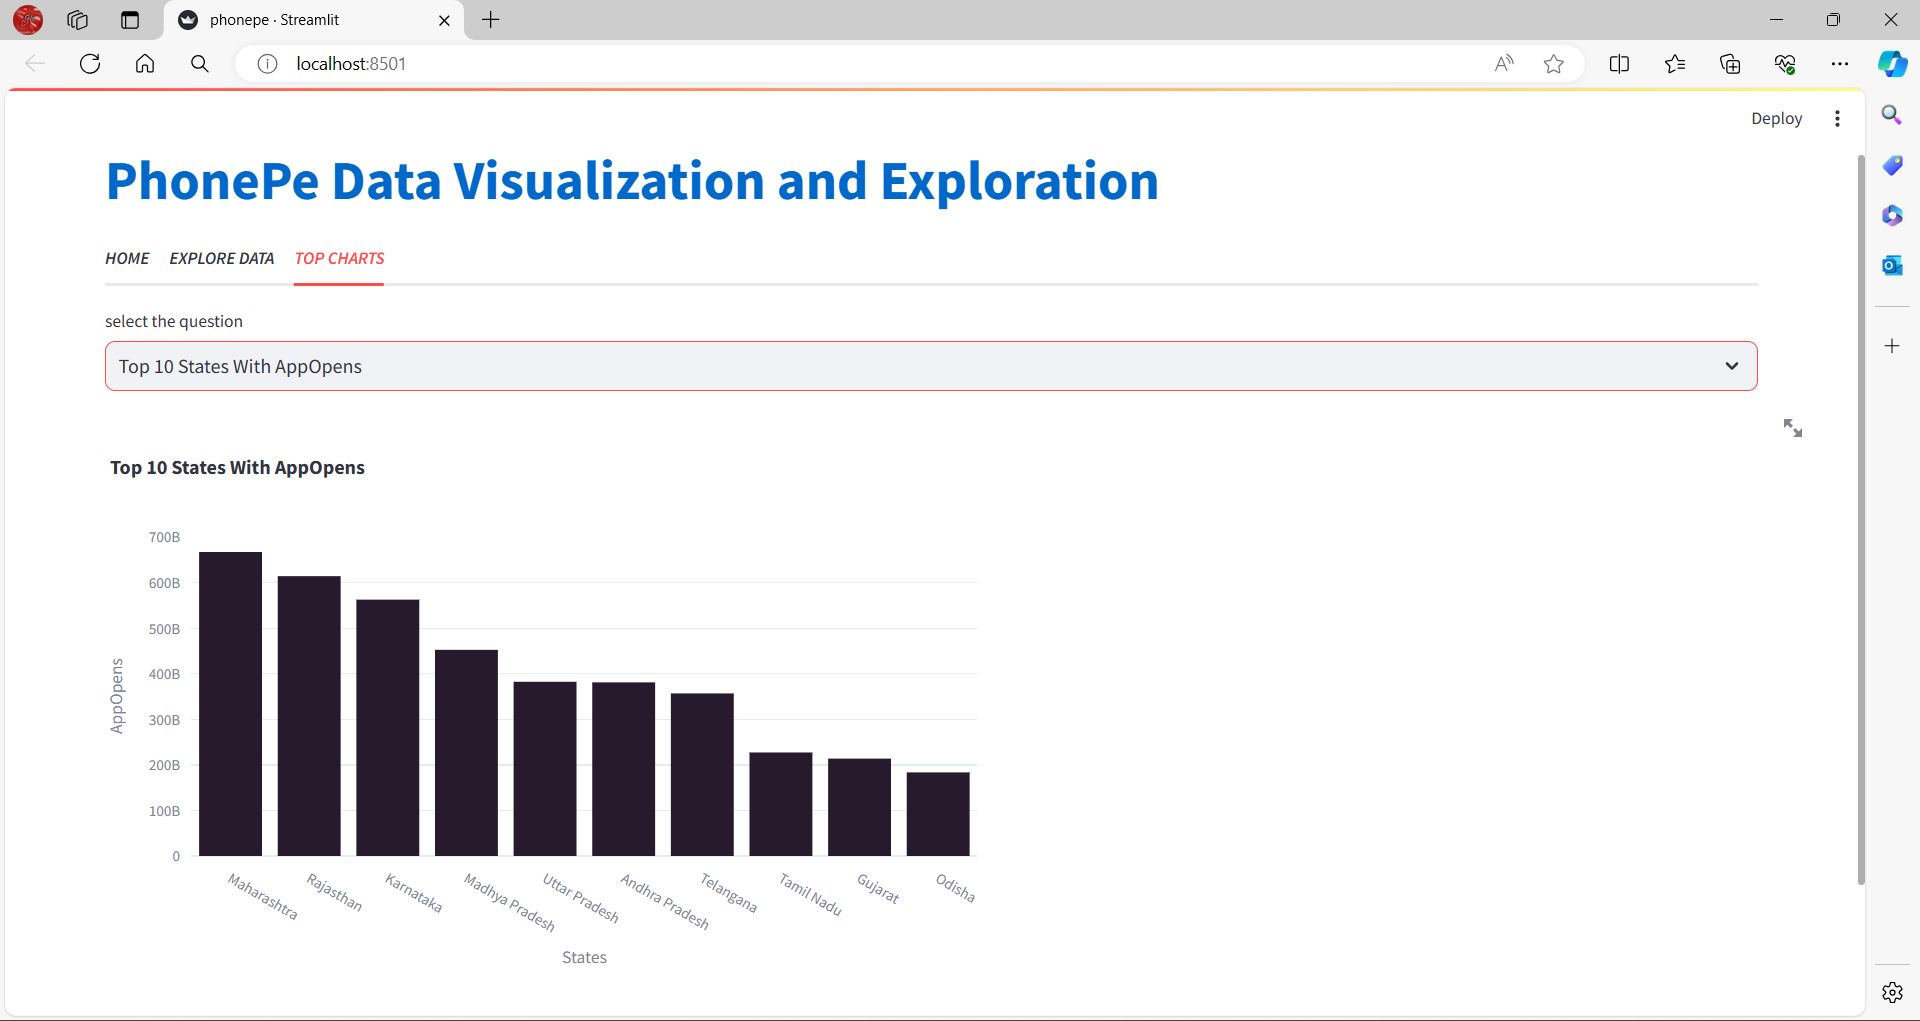 phonepe · Streamlit
localhost:8501
Deploy
PhonePe Data Visualization and Exploration
HOME EXPLORE DATA TOP CHARTS
select the question
Top 10 States With AppOpens
Top 10 States With AppOpens
700B
600B
500B
400B
300B
200B
100B
0
AppOpens
Maharashtra
Rajasthan
Karnataka
Madhya Pradesh
Uttar Pradesh
Andhra Pradesh
Telangana
Tamil Nadu
Gujarat
Odisha
States